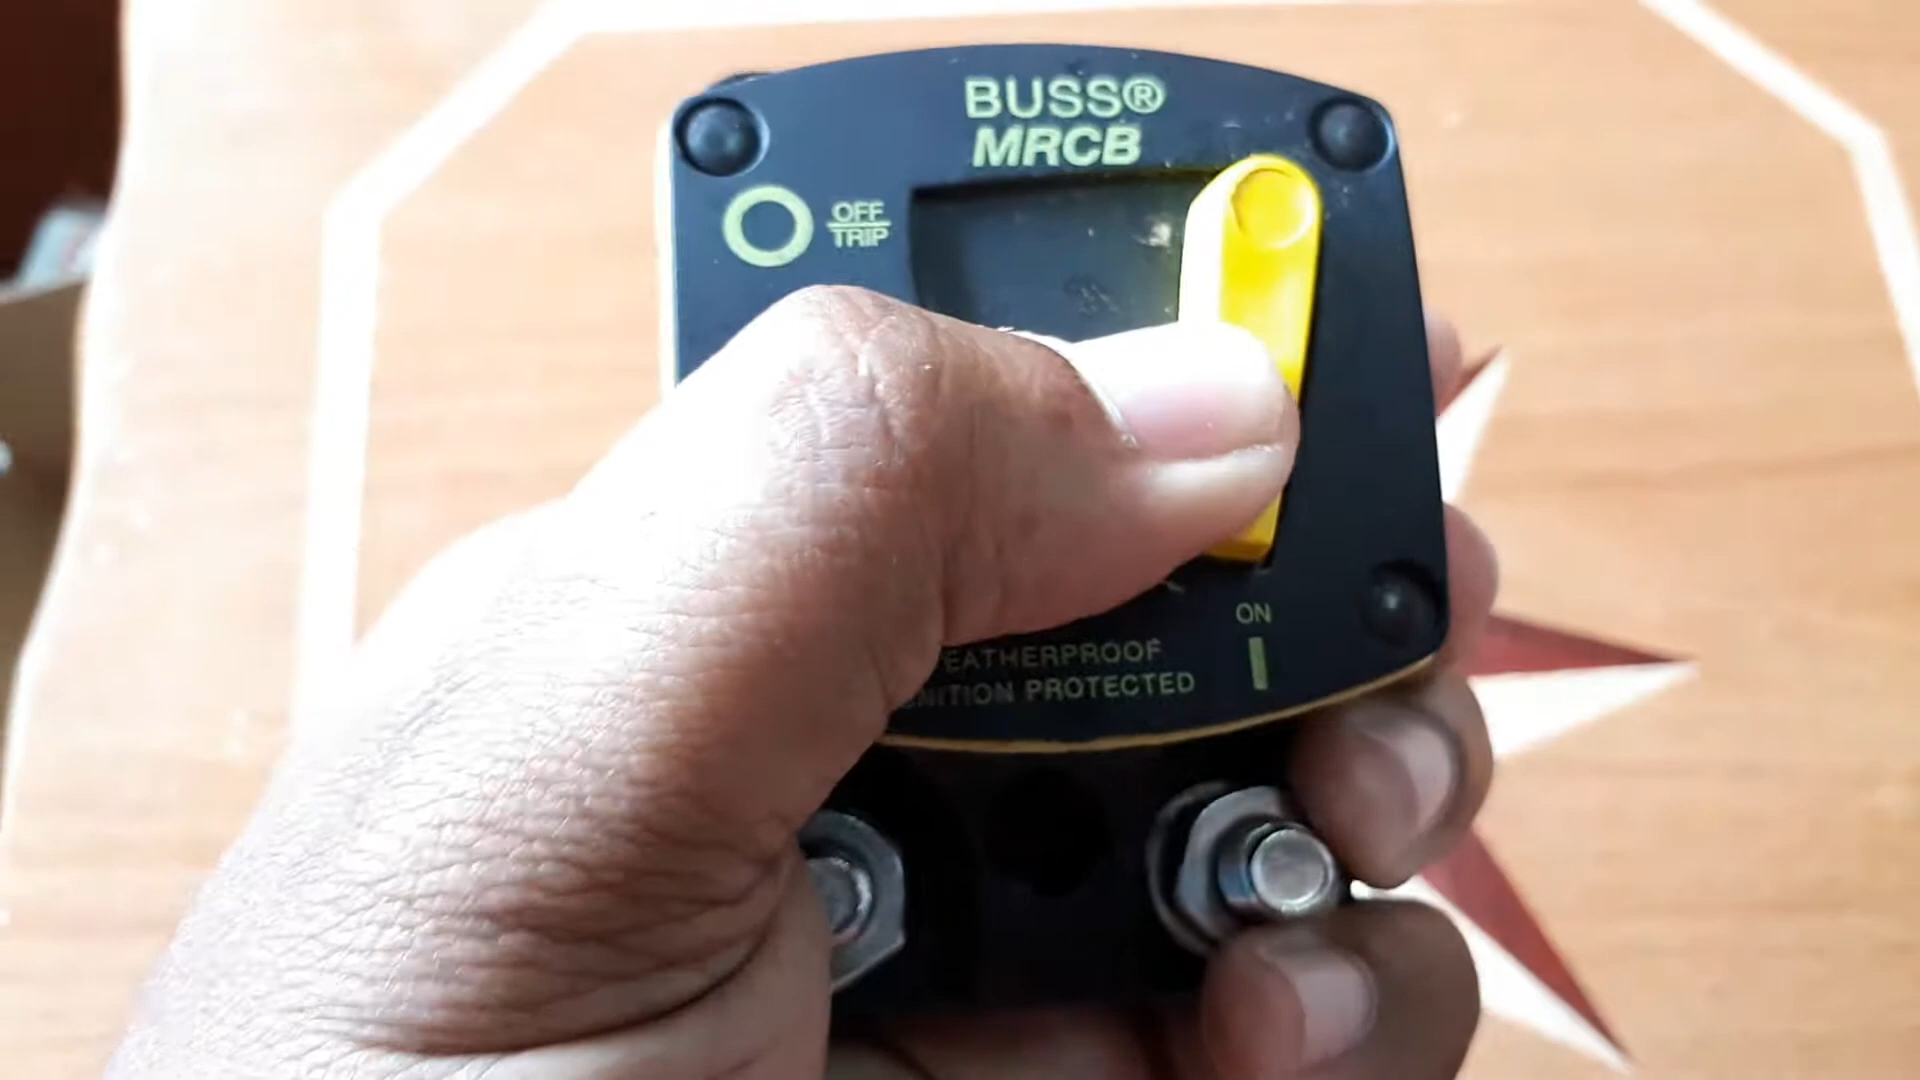 BUSS®
MRCB
OFF
TRIP
ON
EATHERPROOF
NITION PROTECTED